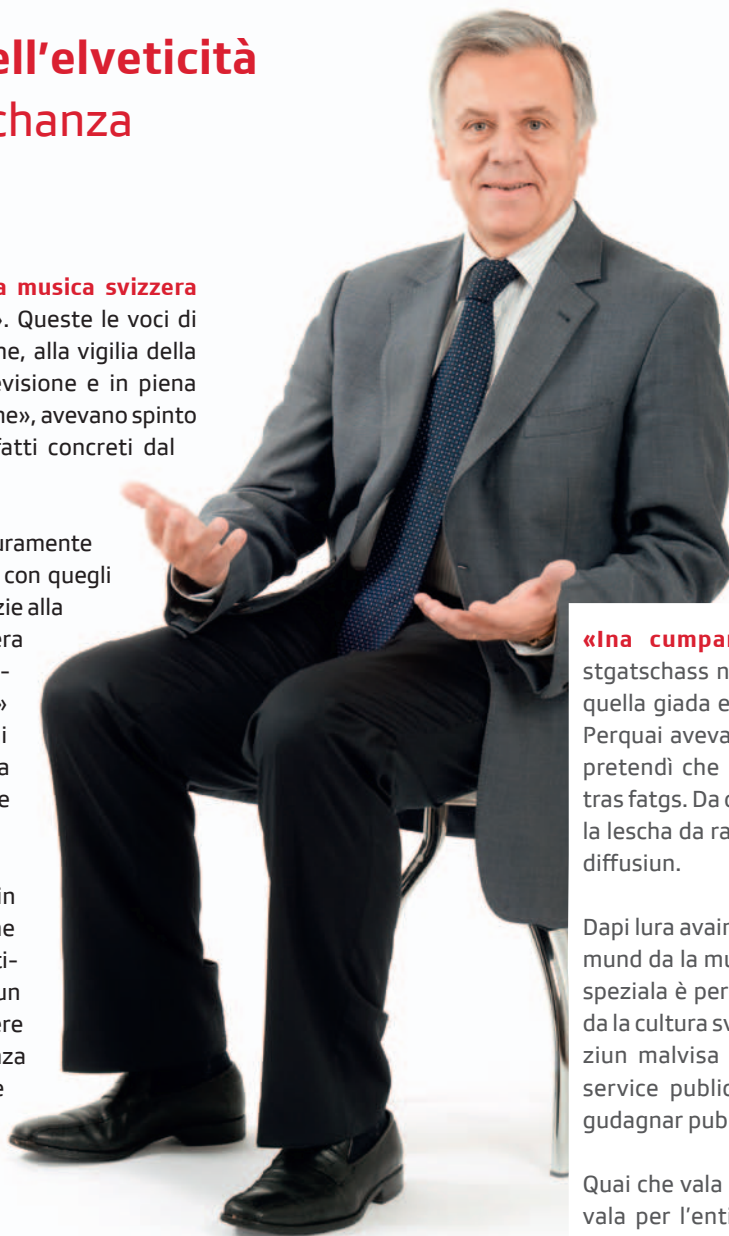 ell’elveticità
chanza
a musica svizzera
». Queste le voci di
ne, alla vigilia della
evisione e in piena
ne», avevano spinto
fatti concreti dal
uramente
con quegli
zie alla
era
-
»
i
a
e
in
ne
ti-
un
ere
nza
e
«Ina cumpar
stgatschass n
quella giada e
Perquai aveva
pretendì che
tras fatgs. Da
la lescha da ra
diffusiun.
Dapi lura avain
mund da la mu
speziala è per
da la cultura sv
ziun malvisa
service public
gudagnar pub
Quai che vala
vala per l’enti